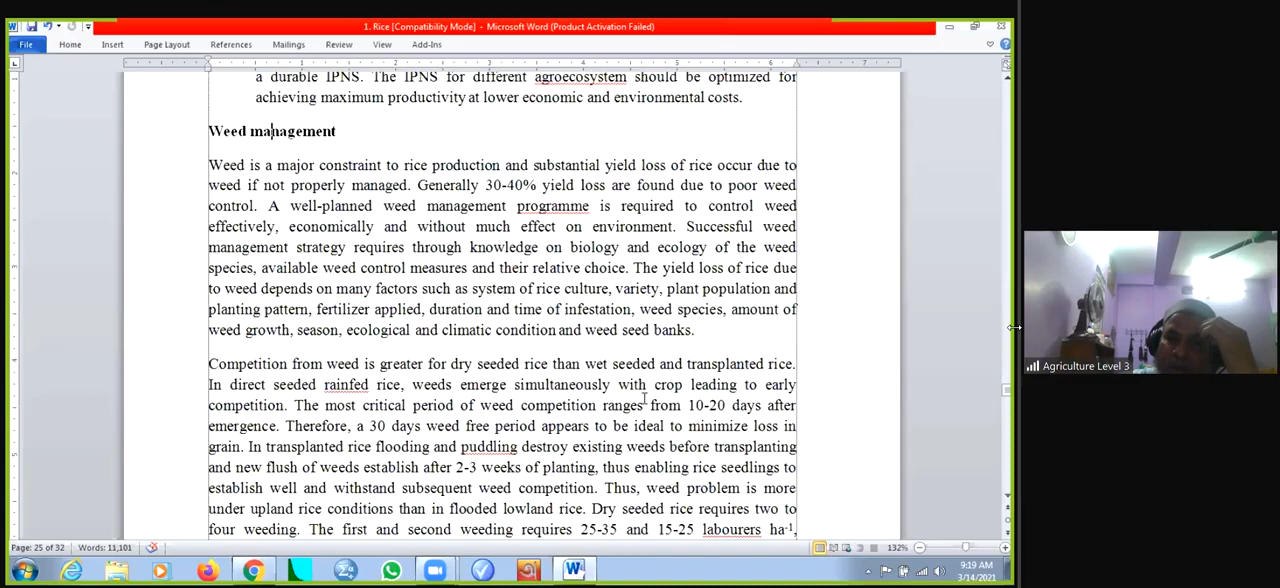 1. Rice [Compatibility Mode] - Microsoft Word (Product Activation Failed)
File Home Insert Page Layout References Mailings Review View Add-Ins
a durable IPNS. The IPNS for different agroecosystem should be optimized for
achieving maximum productivity at lower economic and environmental costs.
Weed management
Weed is a major constraint to rice production and substantial yield loss of rice occur due to
weed if not properly managed. Generally 30-40% yield loss are found due to poor weed
control. A well-planned weed management programme is required to control weed
effectively, economically and without much effect on environment. Successful weed
management strategy requires through knowledge on biology and ecology of the weed
species, available weed control measures and their relative choice. The yield loss of rice due
to weed depends on many factors such as system of rice culture, variety, plant population and
planting pattern, fertilizer applied, duration and time of infestation, weed species, amount of
weed growth, season, ecological and climatic condition and weed seed banks.
Competition from weed is greater for dry seeded rice than wet seeded and transplanted rice.
In direct seeded rainfed rice, weeds emerge simultaneously with crop leading to early
competition. The most critical period of weed competition ranges from 10-20 days after
emergence. Therefore, a 30 days weed free period appears to be ideal to minimize loss in
grain. In transplanted rice flooding and puddling destroy existing weeds before transplanting
and new flush of weeds establish after 2-3 weeks of planting, thus enabling rice seedlings to
establish well and withstand subsequent weed competition. Thus, weed problem is more
under upland rice conditions than in flooded lowland rice. Dry seeded rice requires two to
four weeding. The first and second weeding requires 25-35 and 15-25 labourers ha-1,
Agriculture Level 3
Page: 25 of 32 Words: 11,101 132%
9:19 AM
3/14/2021